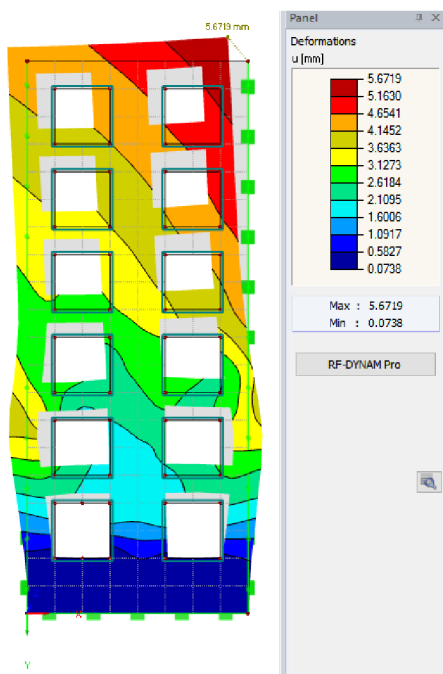 5.6719 mm
Y
Panel
Deformations
u [mm]
5.6719
5.1630
4.6541
4.1452
3.6363
3.1273
2.6184
2.1095
1.6006
1.0917
0.5827
0.0738
Max : 5.6719
Min : 0.0738
RF-DYNAM Pro